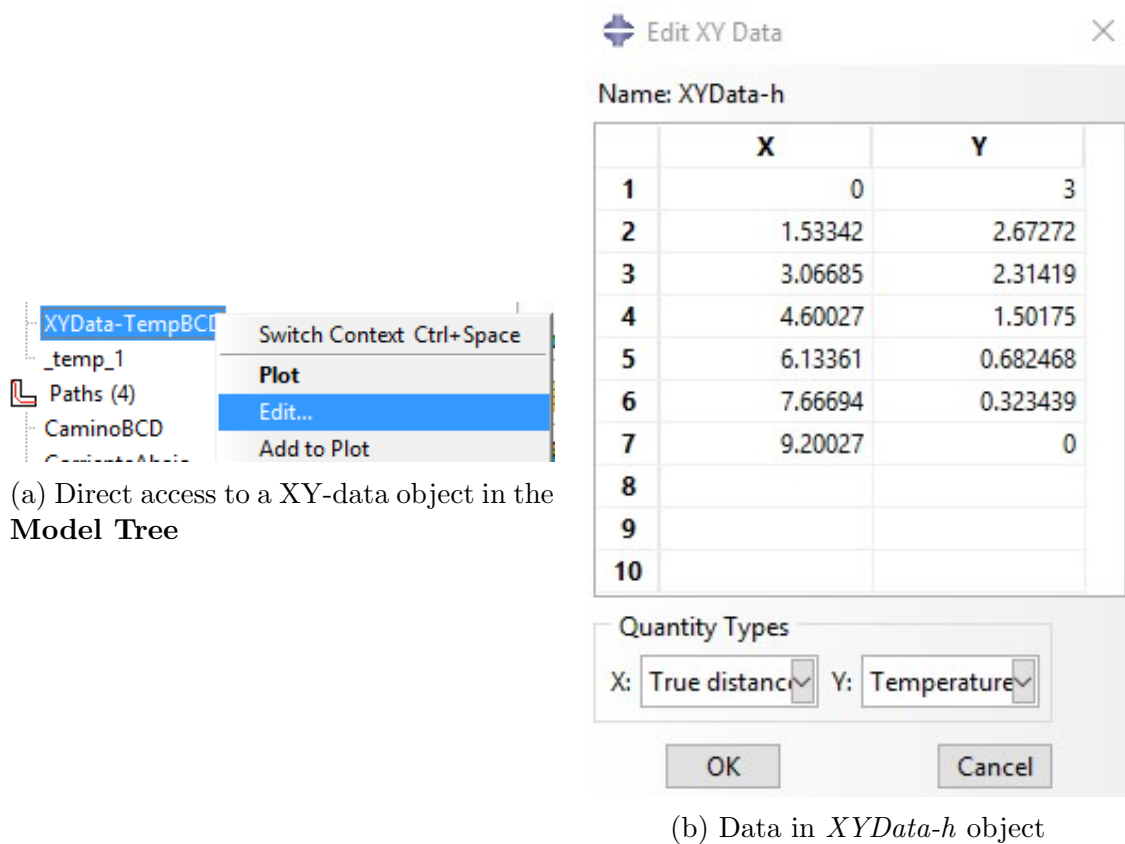 XYData-TempBCD
_temp_1
Paths (4)
CaminoBCD
Switch Context Ctrl+Space
Plot
Edit...
Add to Plot
(a) Direct access to a XY-data object in the
Model Tree
Edit XY Data
Name: XYData-h
X Y
1 0 3
2 1.53342 2.67272
3 3.06685 2.31419
4 4.60027 1.50175
5 6.13361 0.682468
6 7.66694 0.323439
7 9.20027 0
8
9
10
Quantity Types
X: True distance Y: Temperature
OK Cancel
(b) Data in XYData-h object